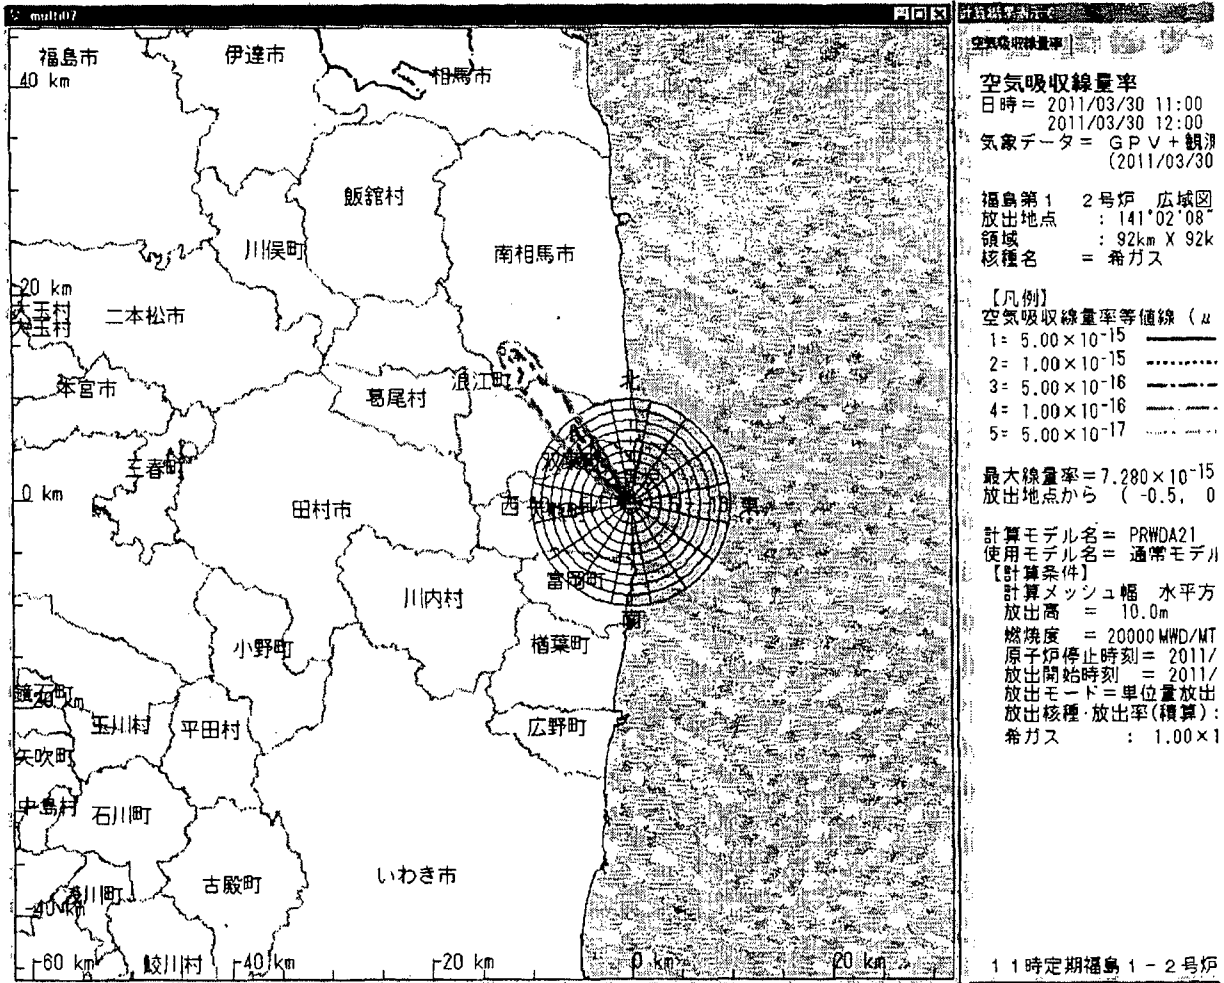 multi07
福島市
伊達市
相馬市
40 km
飯舘村
川俣町
南相馬市
20 km
大玉村
大玉村
二本松市
本宮市
浪江町
北
葛尾村
三春町
0 km
田村市
西
東
富岡町
川内村
南
小野町
楢葉町
玉川村
平田村
広野町
矢吹町
中島村
石川町
古殿町
いわき市
浅川町
-40 km
-60 km
鮫川村
-40 km
-20 km
0 km
20 km
空気吸収線量率
空気吸収線量率
日時= 2011/03/30 11:00
2011/03/30 12:00
気象データ= GPV+観測
(2011/03/30
福島第1 2号炉 広域図
放出地点 : 141°02'08"
領域 : 92km X 92k
核種名 = 希ガス
【凡例】
空気吸収線量率等値線 (μ
1= 5.00×10-15
2= 1.00×10-15
3= 5.00×10-16
4= 1.00×10-16
5= 5.00×10-17
最大線量率=7.280×10-15
放出地点から ( -0.5, 0
計算モデル名= PRWDA21
使用モデル名= 通常モデル
【計算条件】
計算メッシュ幅 水平方
放出高 = 10.0m
燃焼度 = 20000MWD/MT
原子炉停止時刻= 2011/
放出開始時刻 = 2011/
放出モード=単位量放出
放出核種・放出率(積算):
希ガス : 1.00×1
11時定期福島1-2号炉